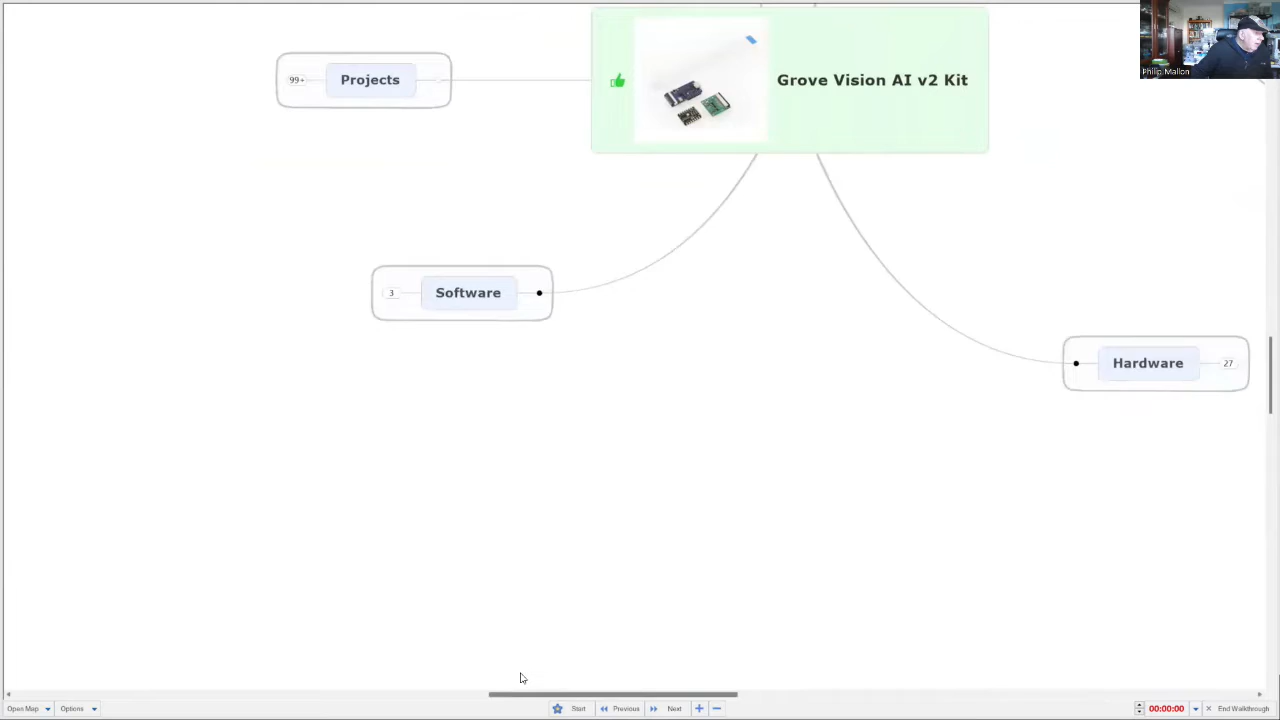 Philip Mallon
99+
Projects
Grove Vision AI v2 Kit
3
Software
Hardware
27
Open Map
Options
Start
Previous
Next
00:00:00
End Walkthrough